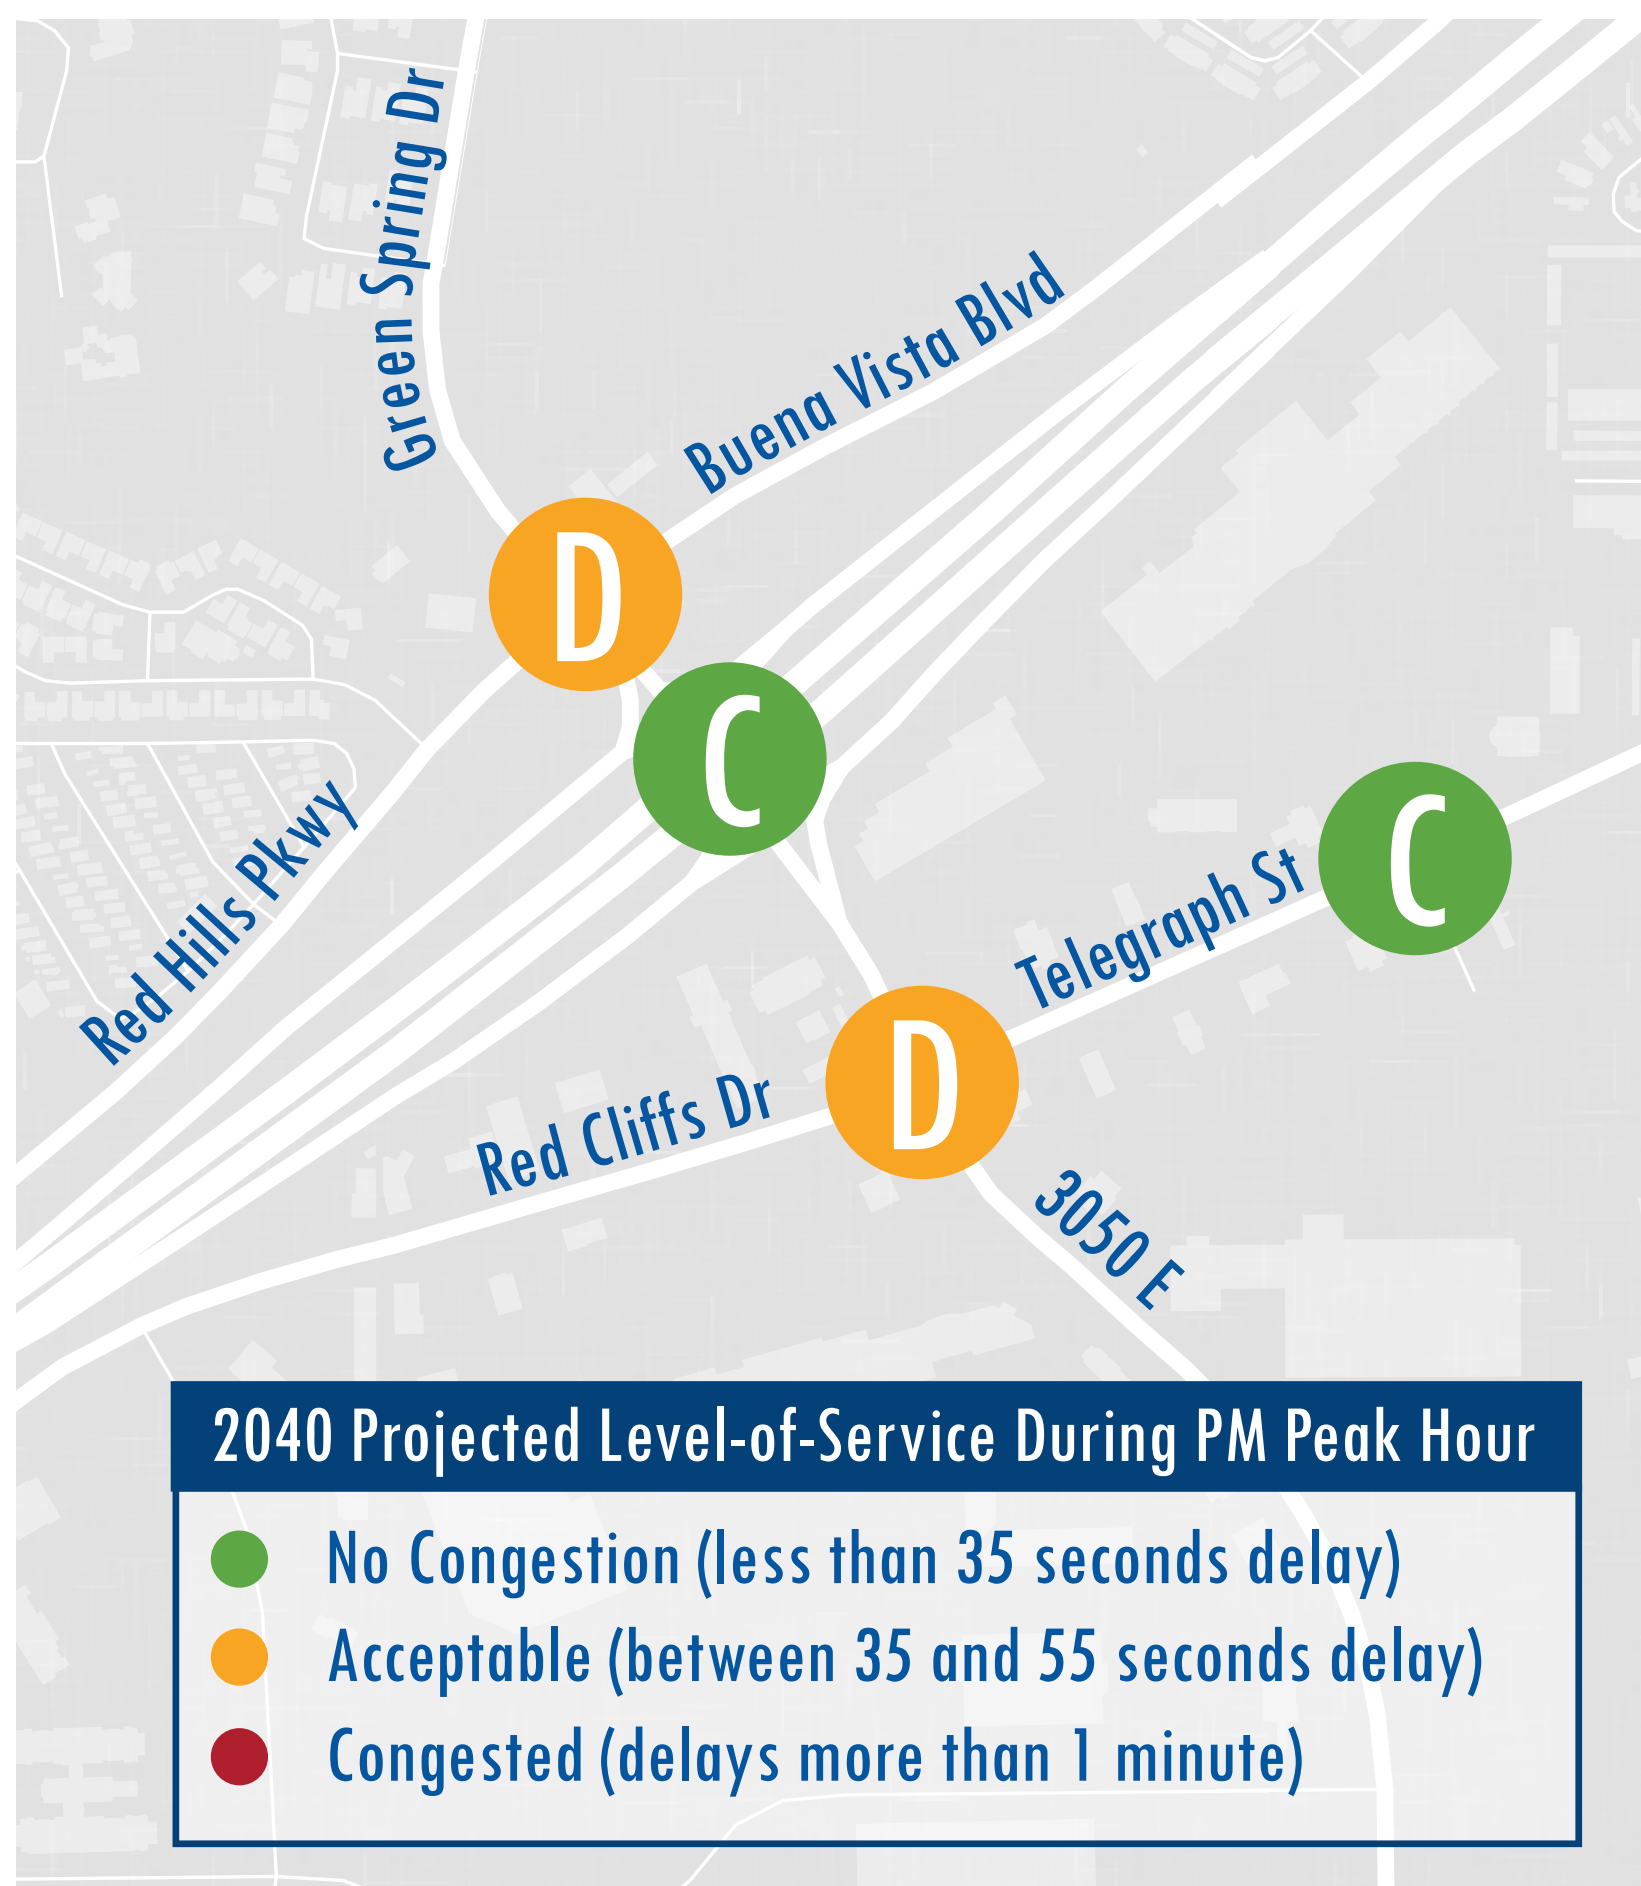 Green Spring Dr
Buena Vista Blvd
D
C
C
Red Hills Pkwy
Telegraph St
D
Red Cliffs Dr
3050 E
2040 Projected Level-of-Service During PM Peak Hour
No Congestion (less than 35 seconds delay)
Acceptable (between 35 and 55 seconds delay)
Congested (delays more than 1 minute)